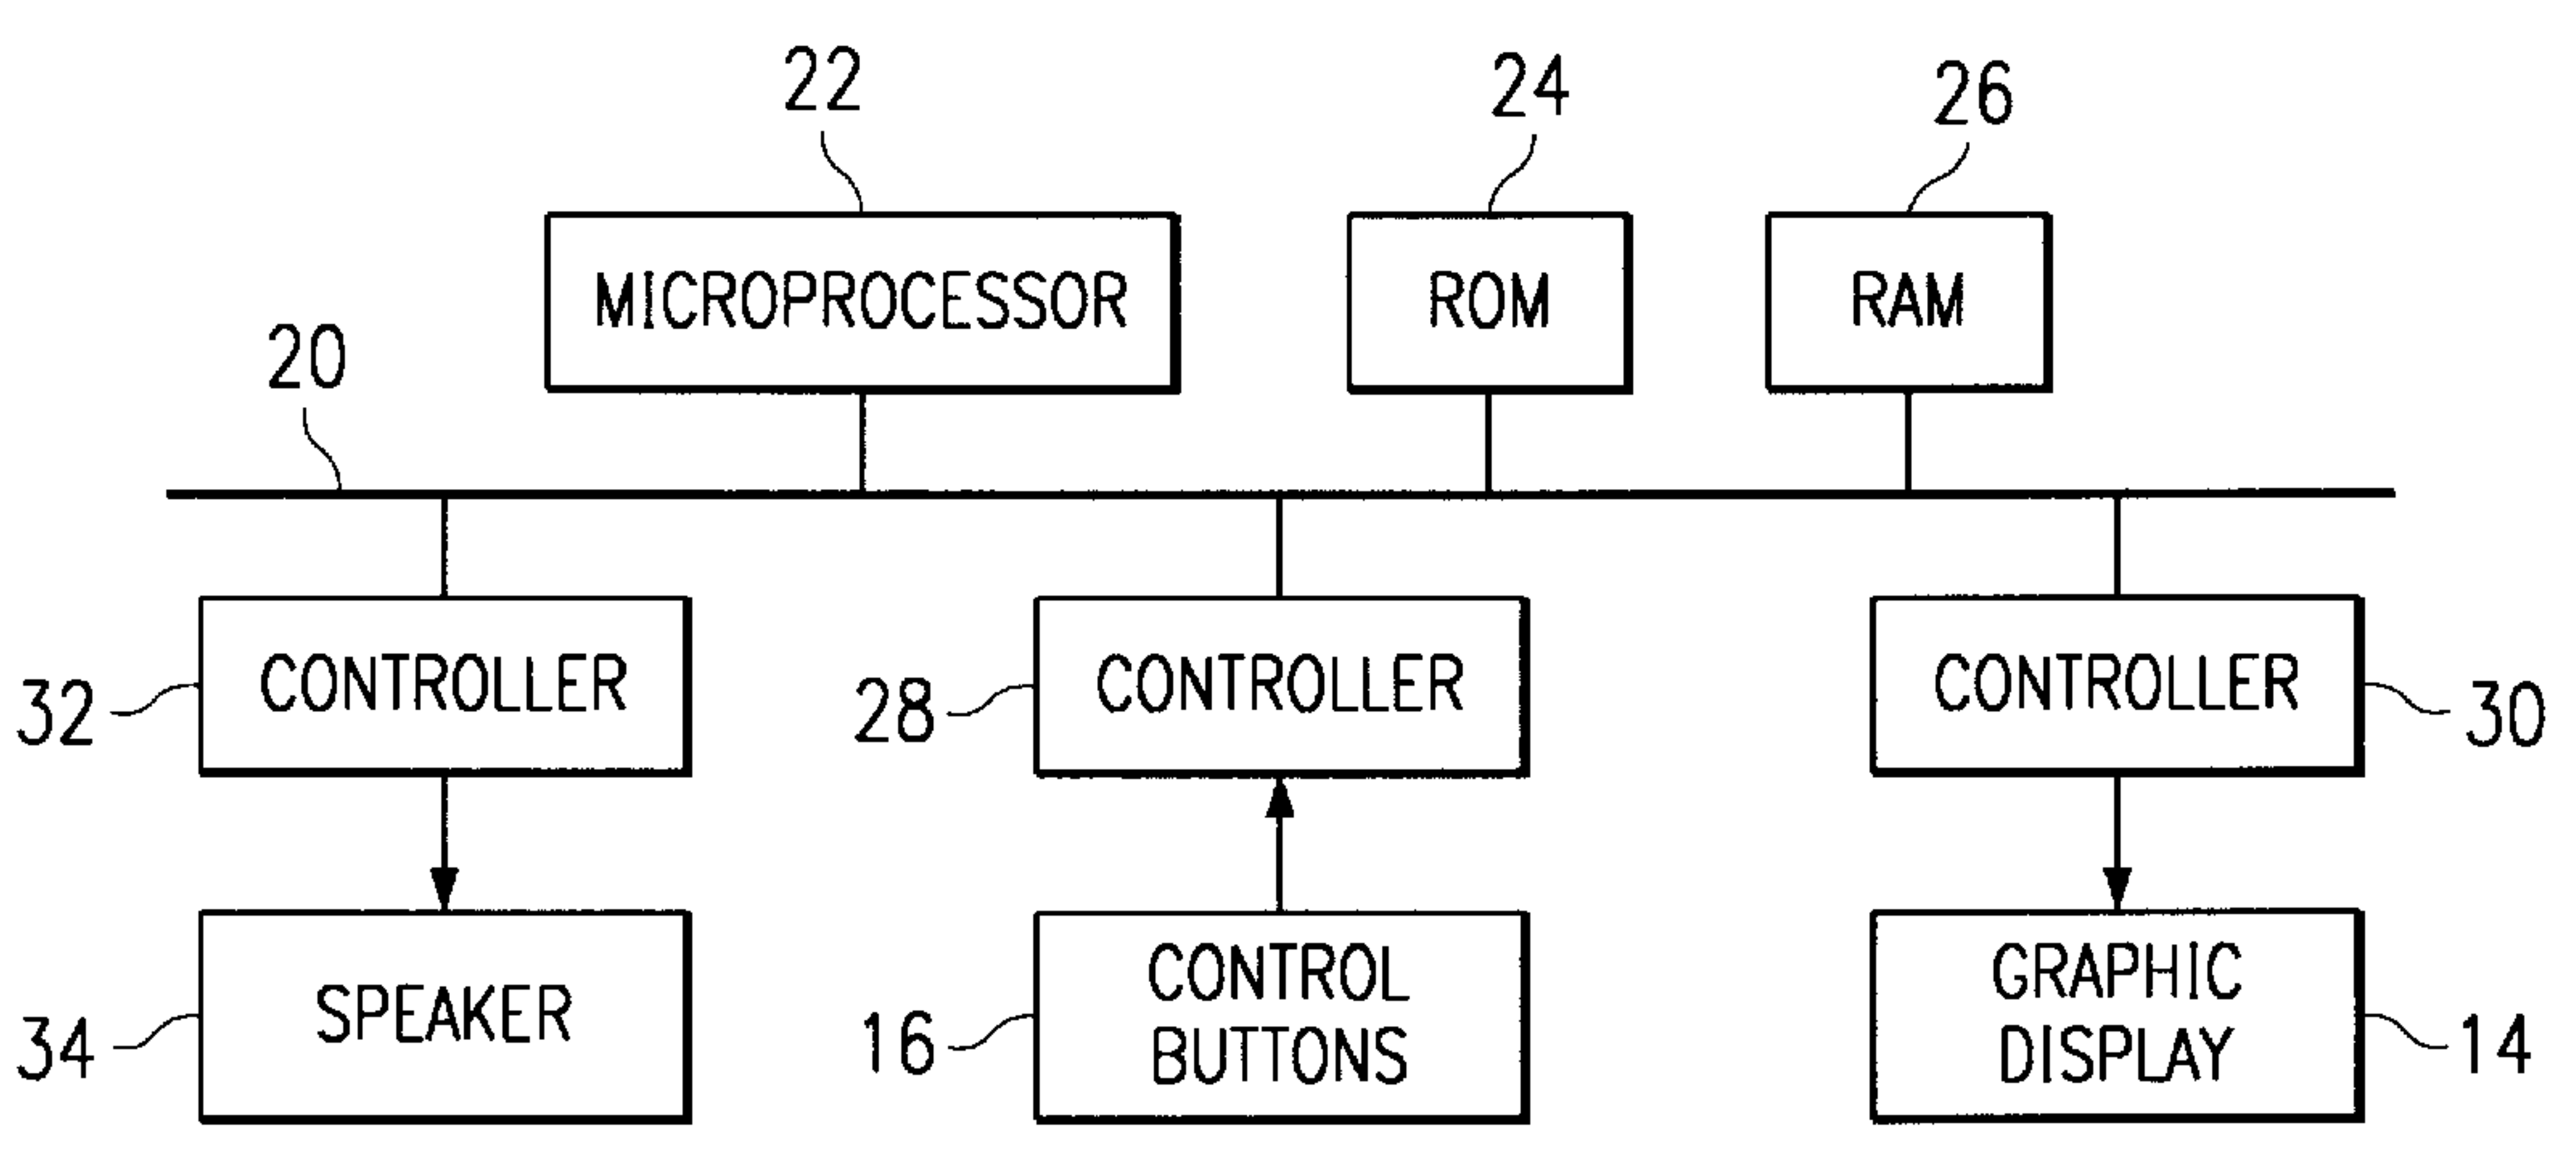 22
24
26
MICROPROCESSOR
ROM
RAM
20
CONTROLLER
CONTROLLER
CONTROLLER
32
28
30
SPEAKER
CONTROL
BUTTONS
GRAPHIC
DISPLAY
34
16
14